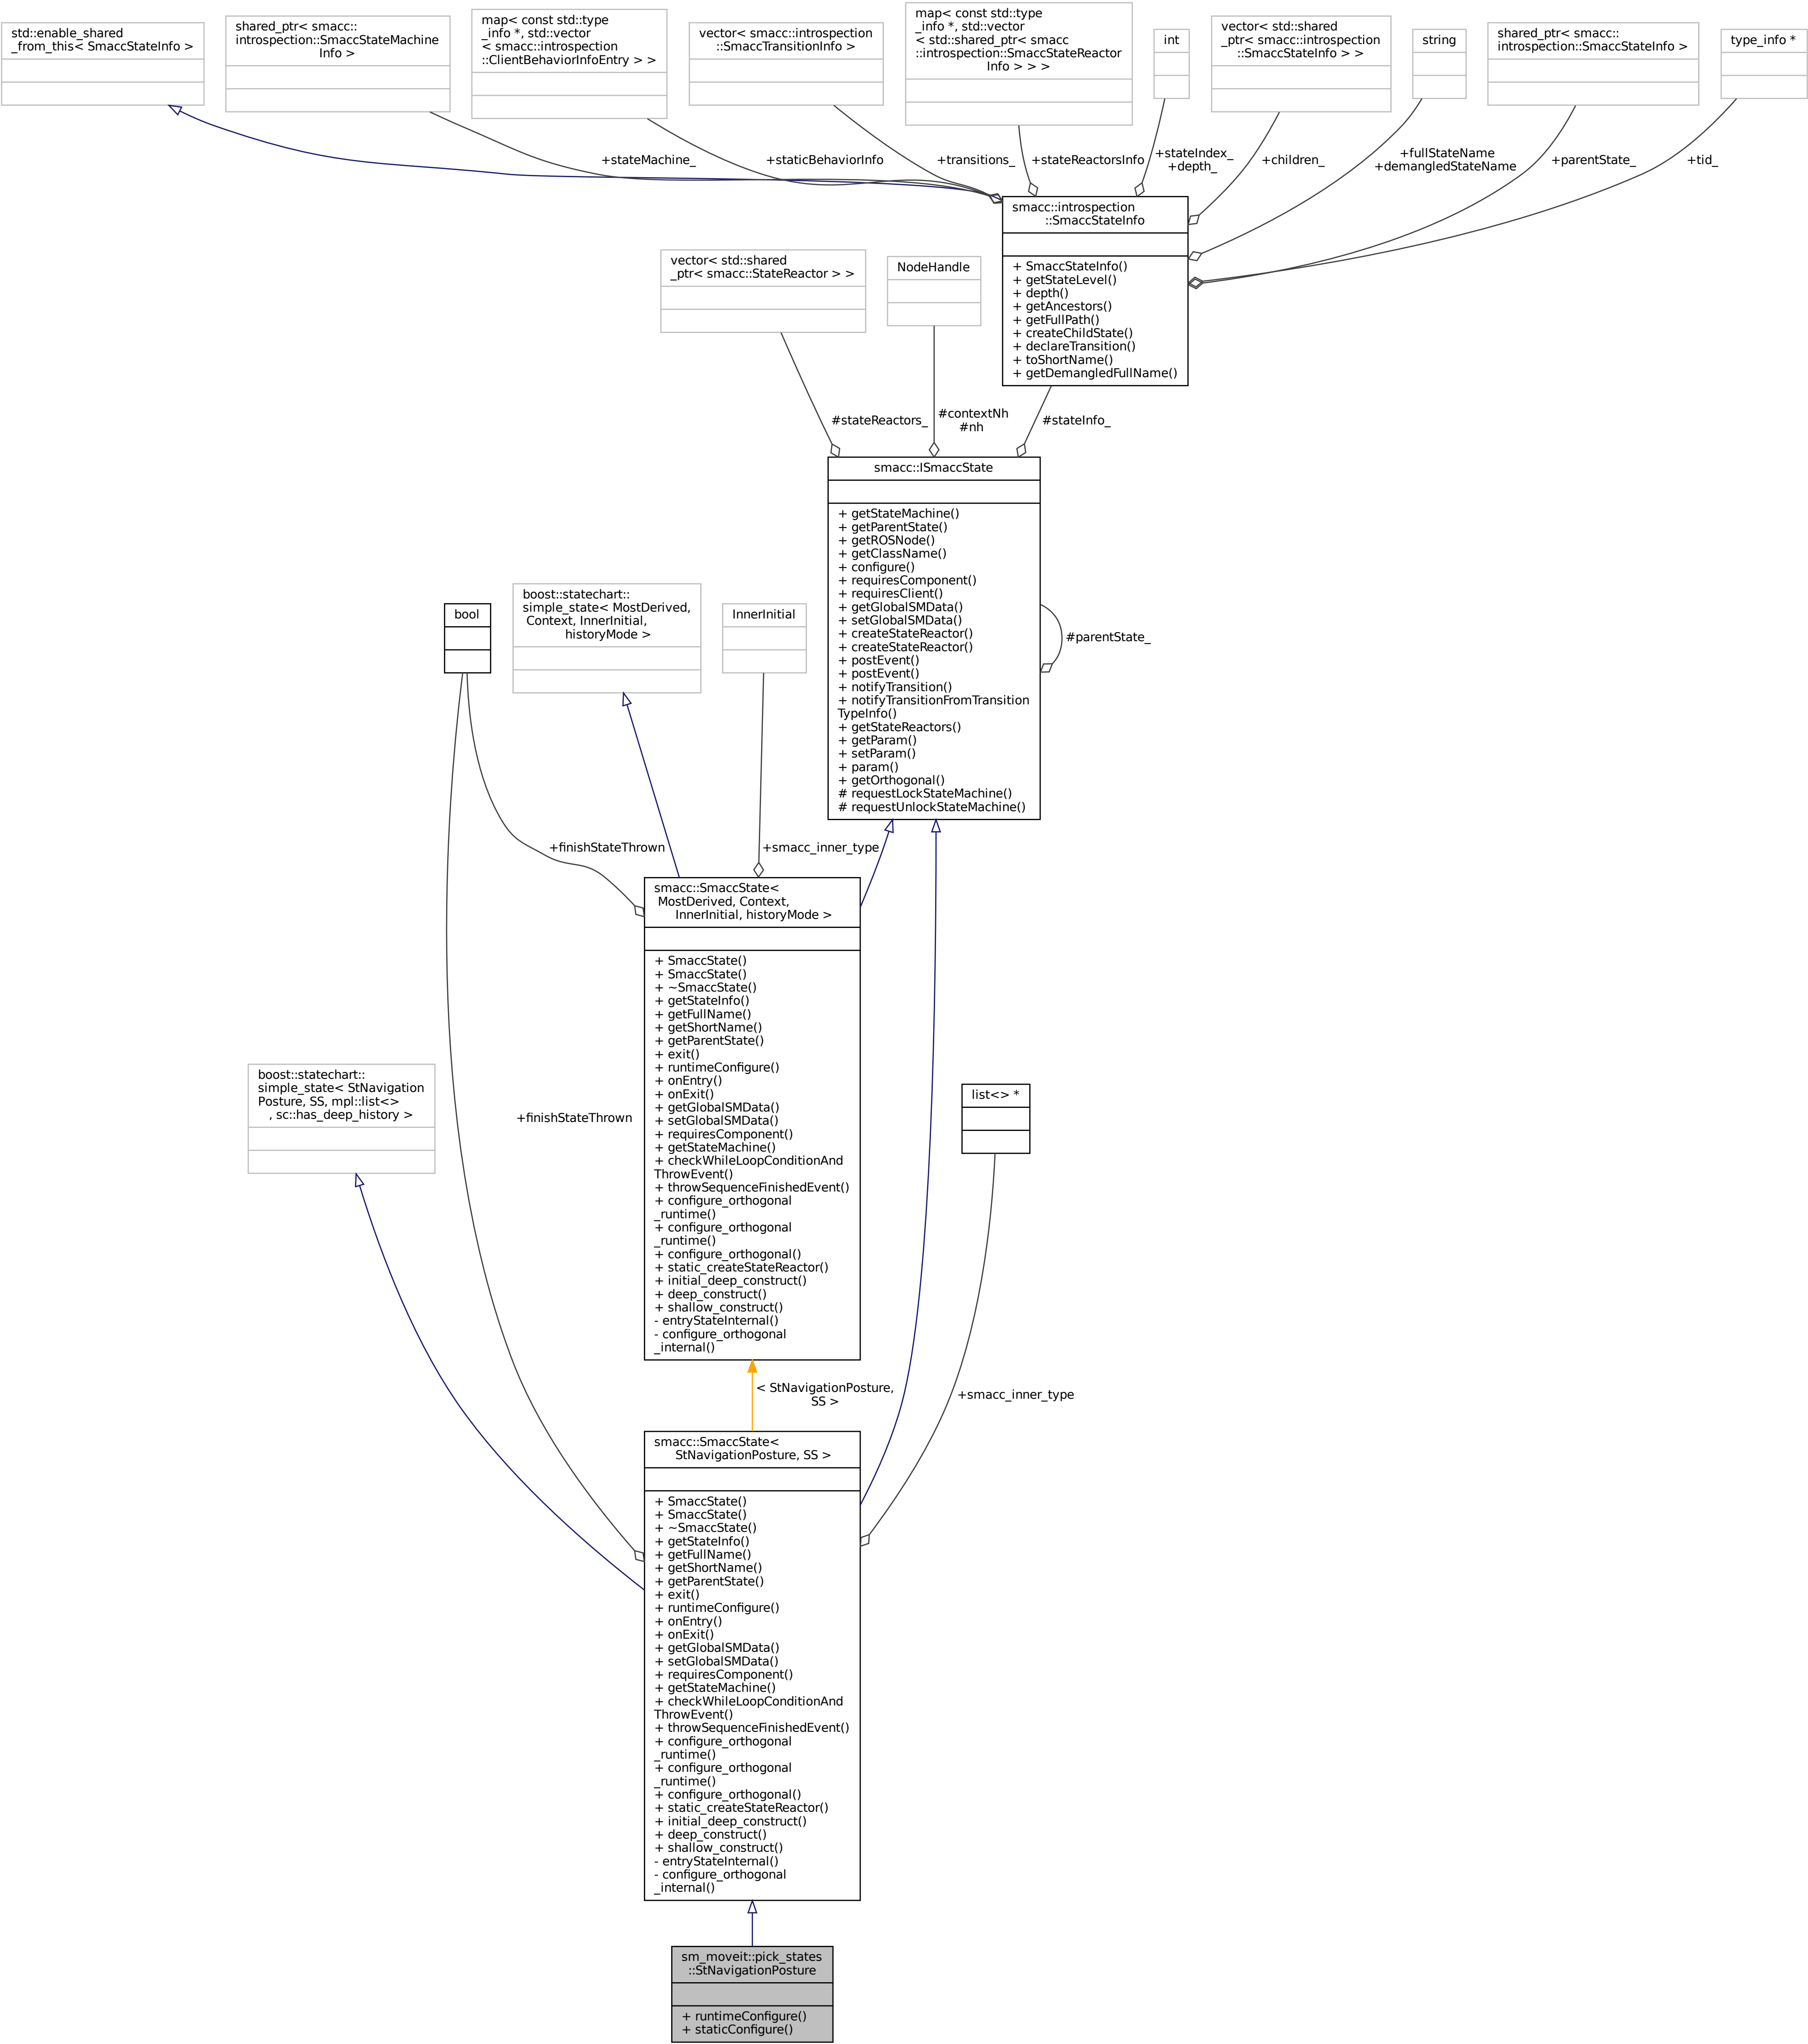 std::enable_shared
_from_this< SmaccStateInfo >
shared_ptr< smacc::
introspection::SmaccStateMachine
Info >
map< const std::type
_info *, std::vector
< smacc::introspection
::ClientBehaviorInfoEntry > >
vector< smacc::introspection
::SmaccTransitionInfo >
map< const std::type
_info *, std::vector
< std::shared_ptr< smacc
::introspection::SmaccStateReactor
Info > > >
int
vector< std::shared
_ptr< smacc::introspection
::SmaccStateInfo > >
string
shared_ptr< smacc::
introspection::SmaccStateInfo >
type_info *
+stateMachine_
+staticBehaviorInfo
+transitions_
+stateReactorsInfo
+stateIndex_
+depth_
+children_
+fullStateName
+demangledStateName
+parentState_
+tid_
smacc::introspection
::SmaccStateInfo
+ SmaccStateInfo()
+ getStateLevel()
+ depth()
+ getAncestors()
+ getFullPath()
+ createChildState()
+ declareTransition()
+ toShortName()
+ getDemangledFullName()
vector< std::shared
_ptr< smacc::StateReactor > >
NodeHandle
#stateReactors_
#contextNh
#nh
#stateInfo_
smacc::ISmaccState
+ getStateMachine()
+ getParentState()
+ getROSNode()
+ getClassName()
+ configure()
+ requiresComponent()
+ requiresClient()
+ getGlobalSMData()
+ setGlobalSMData()
+ createStateReactor()
+ createStateReactor()
+ postEvent()
+ postEvent()
+ notifyTransition()
+ notifyTransitionFromTransition
TypeInfo()
+ getStateReactors()
+ getParam()
+ setParam()
+ param()
+ getOrthogonal()
# requestLockStateMachine()
# requestUnlockStateMachine()
#parentState_
bool
boost::statechart::
simple_state< MostDerived,
Context, InnerInitial,
historyMode >
InnerInitial
+finishStateThrown
+smacc_inner_type
smacc::SmaccState<
MostDerived, Context,
InnerInitial, historyMode >
+ SmaccState()
+ SmaccState()
+ ~SmaccState()
+ getStateInfo()
+ getFullName()
+ getShortName()
+ getParentState()
+ exit()
+ runtimeConfigure()
+ onEntry()
+ onExit()
+ getGlobalSMData()
+ setGlobalSMData()
+ requiresComponent()
+ getStateMachine()
+ checkWhileLoopConditionAnd
ThrowEvent()
+ throwSequenceFinishedEvent()
+ configure_orthogonal
_runtime()
+ configure_orthogonal
_runtime()
+ configure_orthogonal()
+ static_createStateReactor()
+ initial_deep_construct()
+ deep_construct()
+ shallow_construct()
- entryStateInternal()
- configure_orthogonal
_internal()
boost::statechart::
simple_state< StNavigation
Posture, SS, mpl::list<>
, sc::has_deep_history >
+finishStateThrown
list<> *
< StNavigationPosture,
SS >
+smacc_inner_type
smacc::SmaccState<
StNavigationPosture, SS >
+ SmaccState()
+ SmaccState()
+ ~SmaccState()
+ getStateInfo()
+ getFullName()
+ getShortName()
+ getParentState()
+ exit()
+ runtimeConfigure()
+ onEntry()
+ onExit()
+ getGlobalSMData()
+ setGlobalSMData()
+ requiresComponent()
+ getStateMachine()
+ checkWhileLoopConditionAnd
ThrowEvent()
+ throwSequenceFinishedEvent()
+ configure_orthogonal
_runtime()
+ configure_orthogonal
_runtime()
+ configure_orthogonal()
+ static_createStateReactor()
+ initial_deep_construct()
+ deep_construct()
+ shallow_construct()
- entryStateInternal()
- configure_orthogonal
_internal()
sm_moveit::pick_states
::StNavigationPosture
+ runtimeConfigure()
+ staticConfigure()